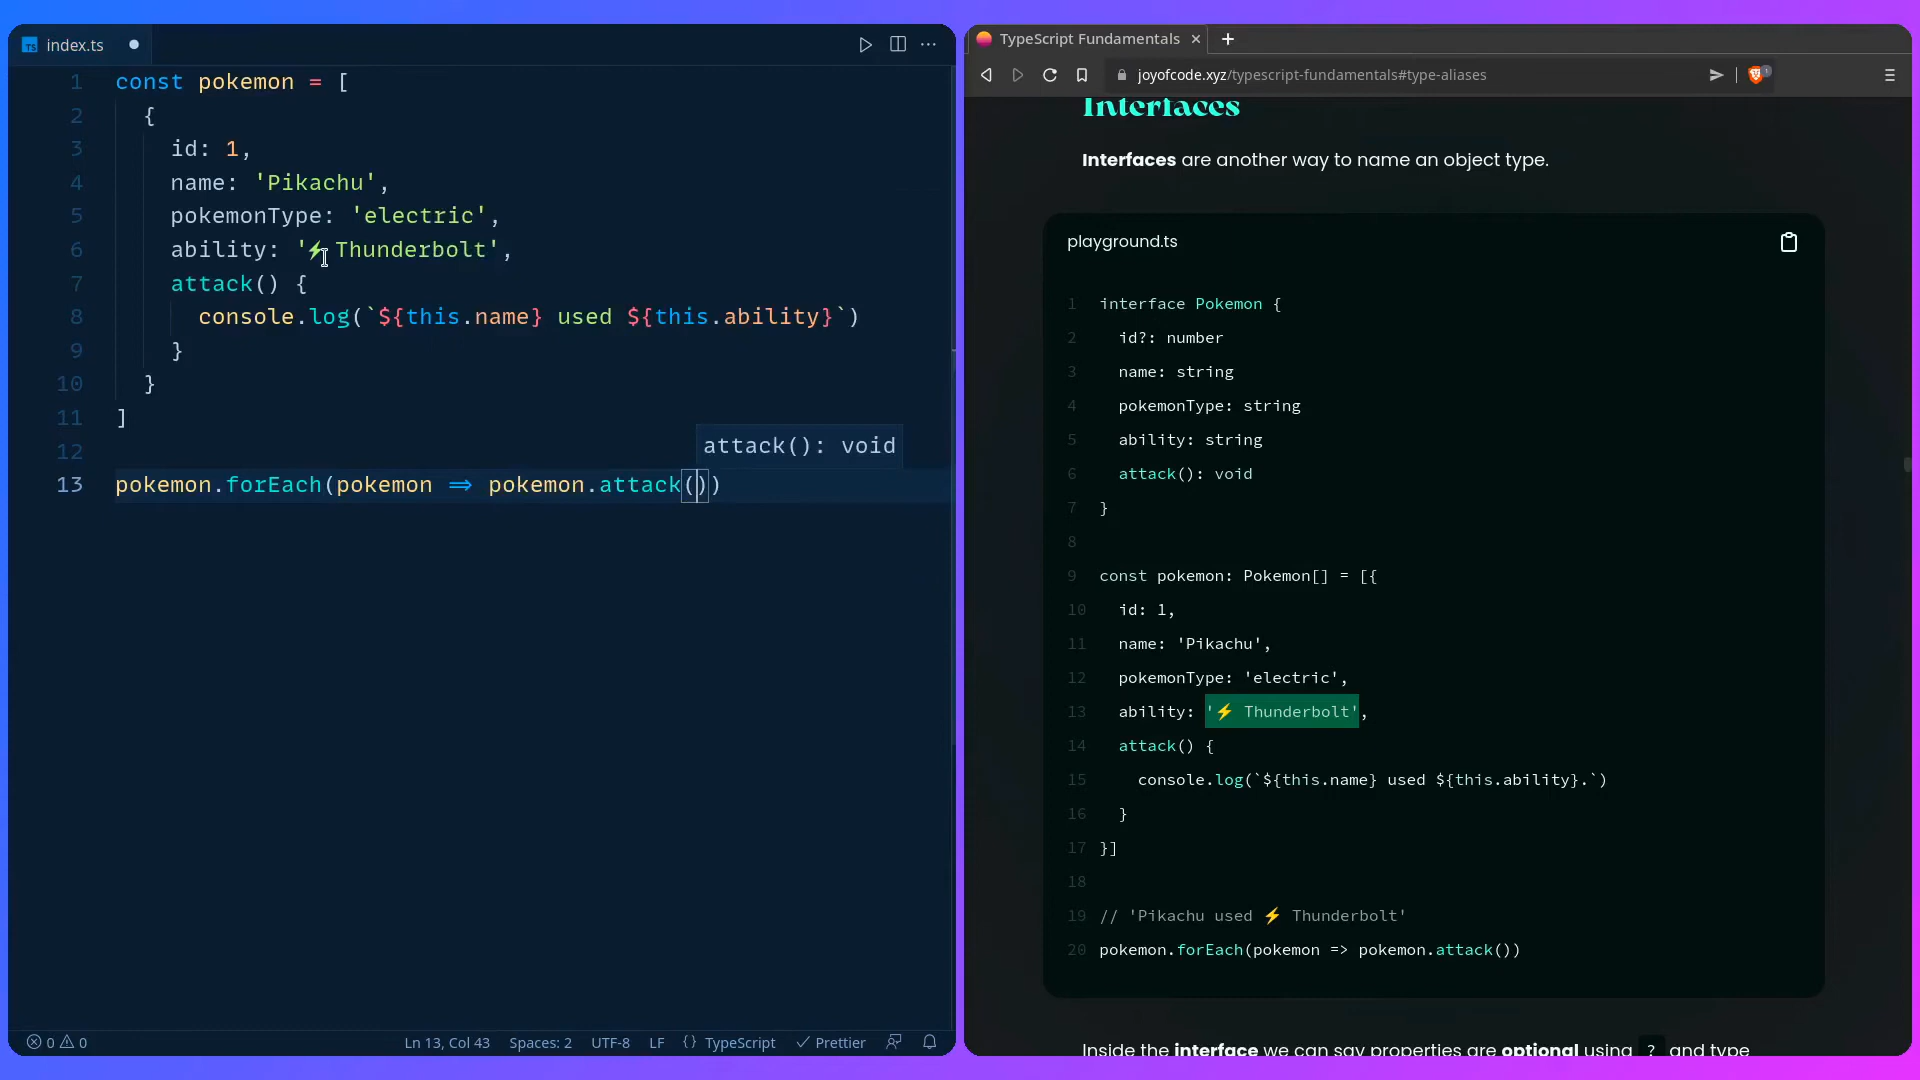 index.ts
1 const pokemon = [
2 {
3 id: 1,
4 name: 'Pikachu',
5 pokemonType: 'electric',
6 ability: '⚡ Thunderbolt',
7 attack() {
8 console.log(`${this.name} used ${this.ability}`)
9 }
10 }
11 ]
12
attack(): void
13 pokemon.forEach(pokemon ⇒ pokemon.attack())
0 0 Ln 13, Col 43 Spaces: 2 UTF-8 LF {} TypeScript Prettier
TypeScript Fundamentals
joyofcode.xyz/typescript-fundamentals#type-aliases 1
Interfaces
Interfaces are another way to name an object type.
playground.ts
1 interface Pokemon {
2 id?: number
3 name: string
4 pokemonType: string
5 ability: string
6 attack(): void
7 }
8
9 const pokemon: Pokemon[] = [{
10 id: 1,
11 name: 'Pikachu',
12 pokemonType: 'electric',
13 ability: '⚡ Thunderbolt',
14 attack() {
15 console.log(`${this.name} used ${this.ability}.`)
16 }
17 }]
18
19 // 'Pikachu used ⚡ Thunderbolt'
20 pokemon.forEach(pokemon => pokemon.attack())
Inside the interface we can say properties are optional using ? and type